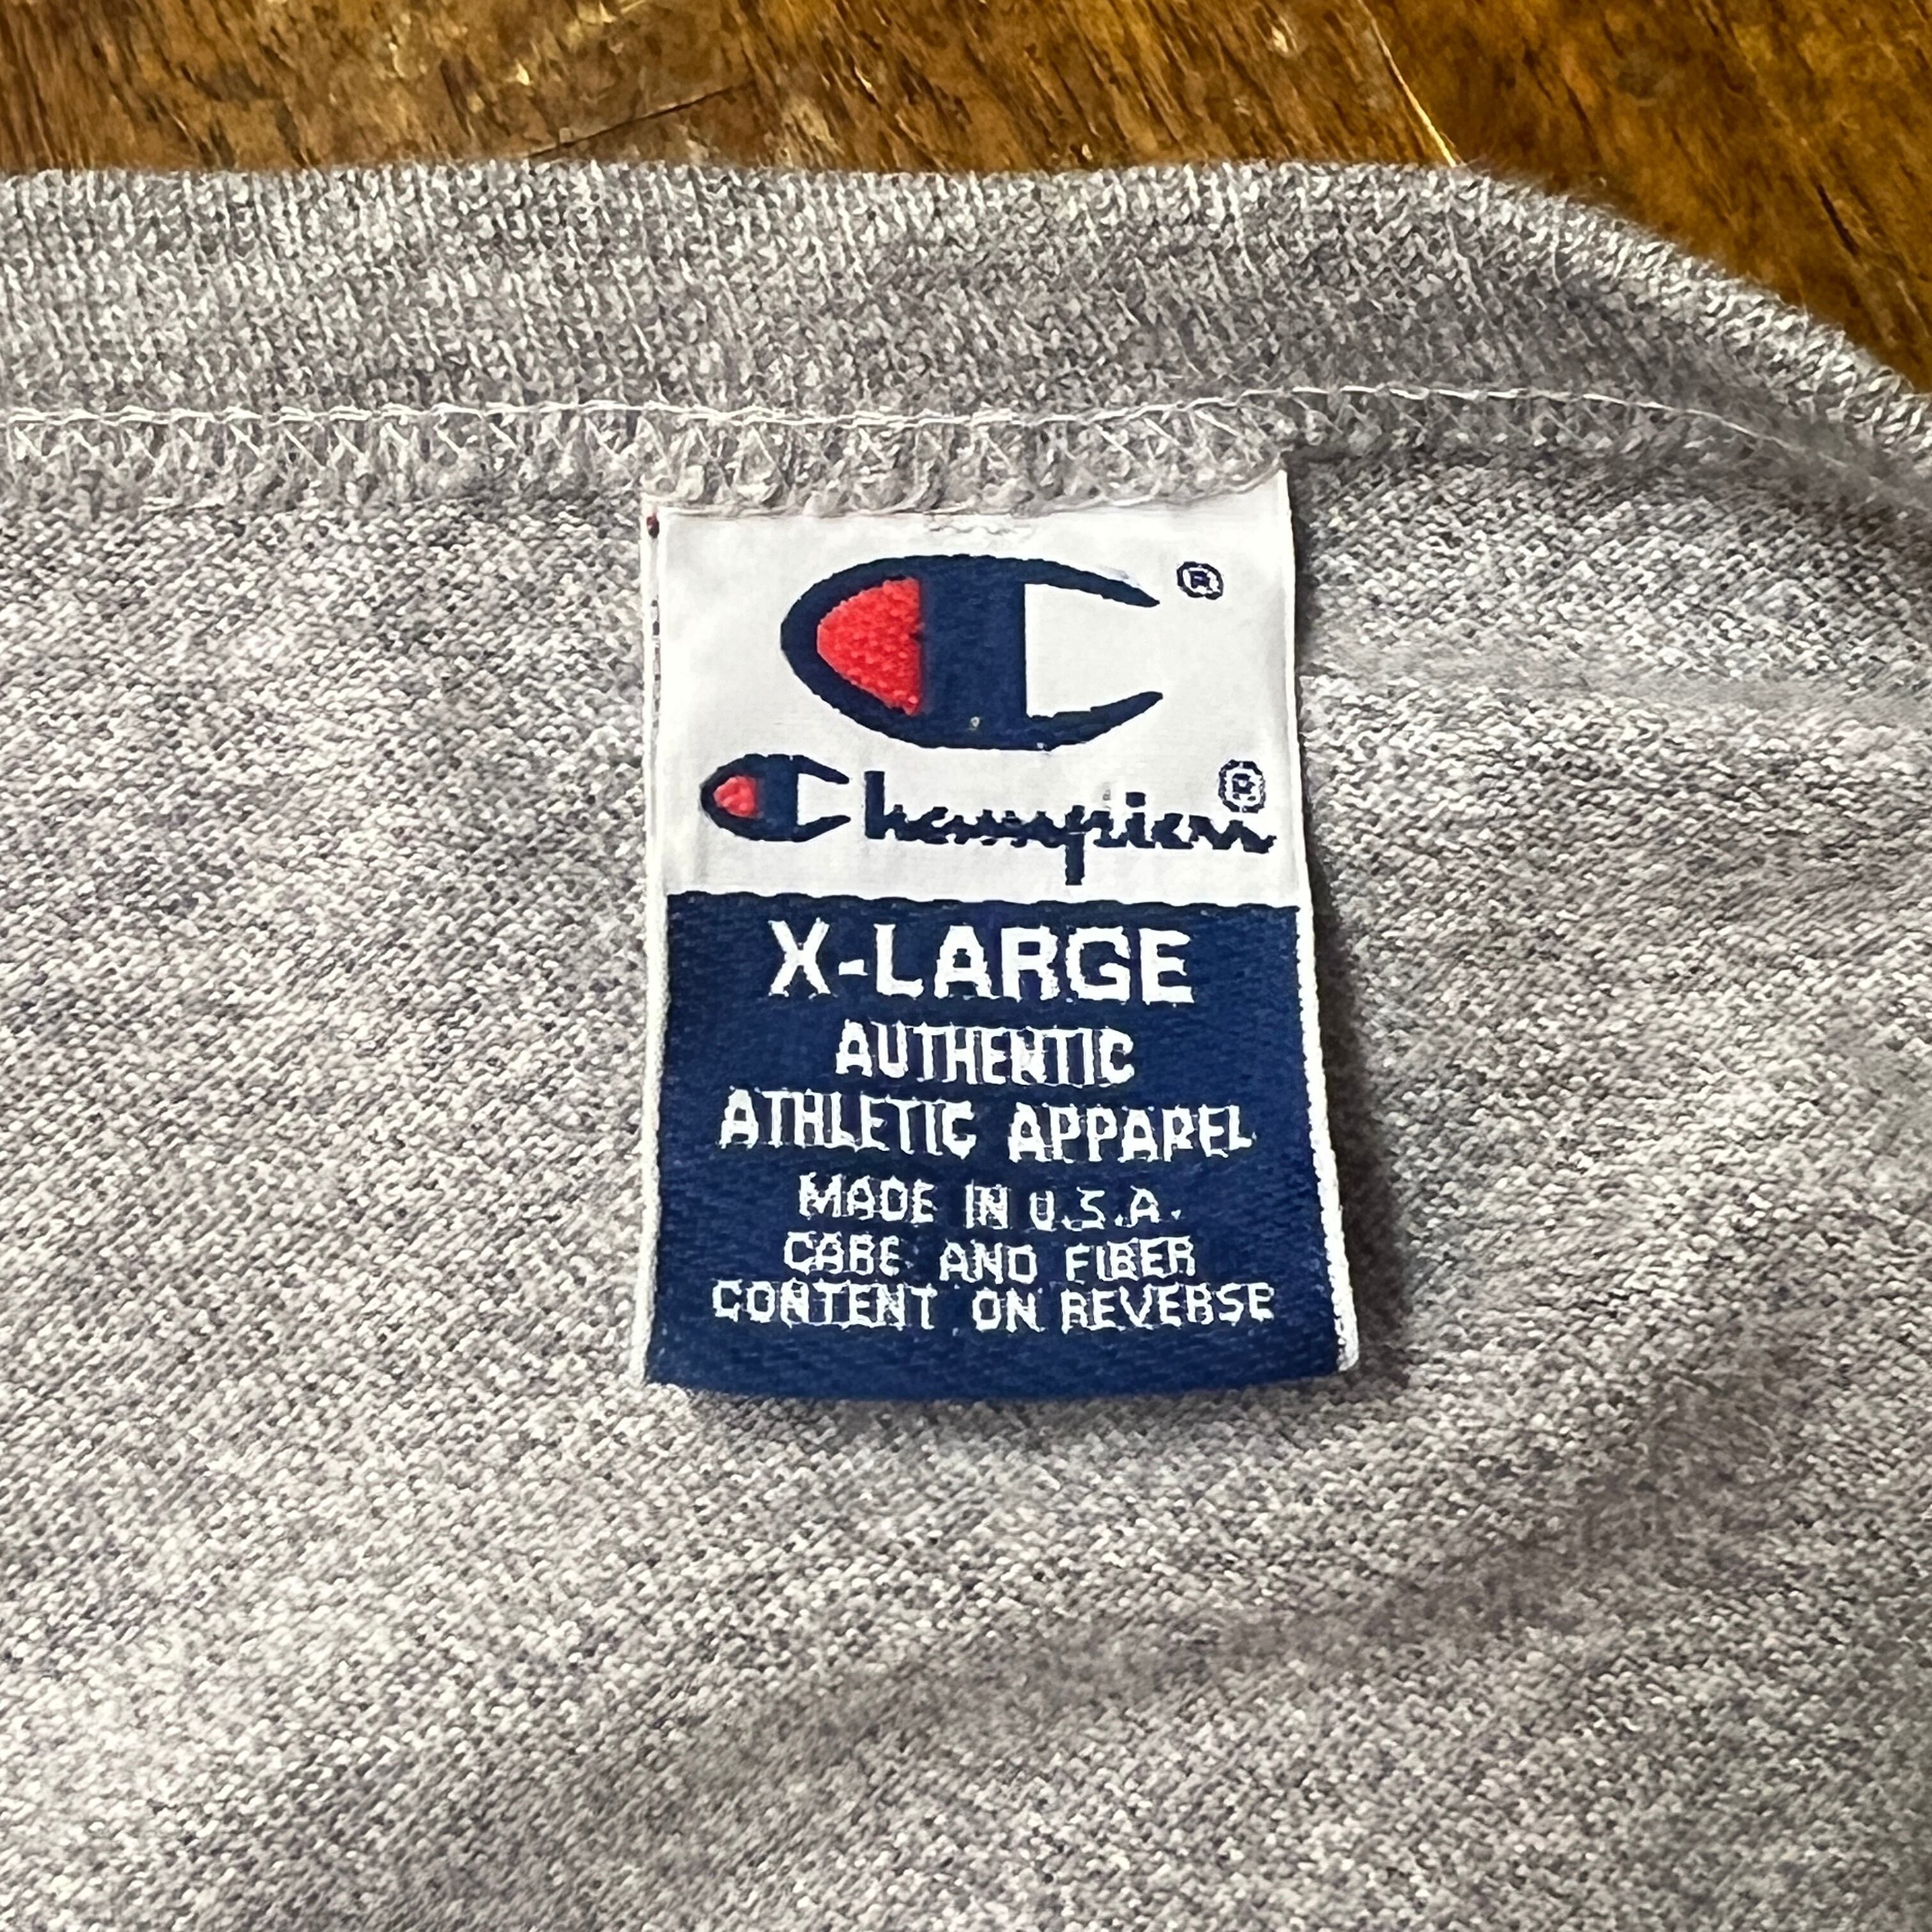 ®
Champion®
X-LARGE
AUTHENTIC
ATHLETIC APPAREL
MADE IN U.S.A.
CARE AND FIBER
CONTENT ON REVERSE